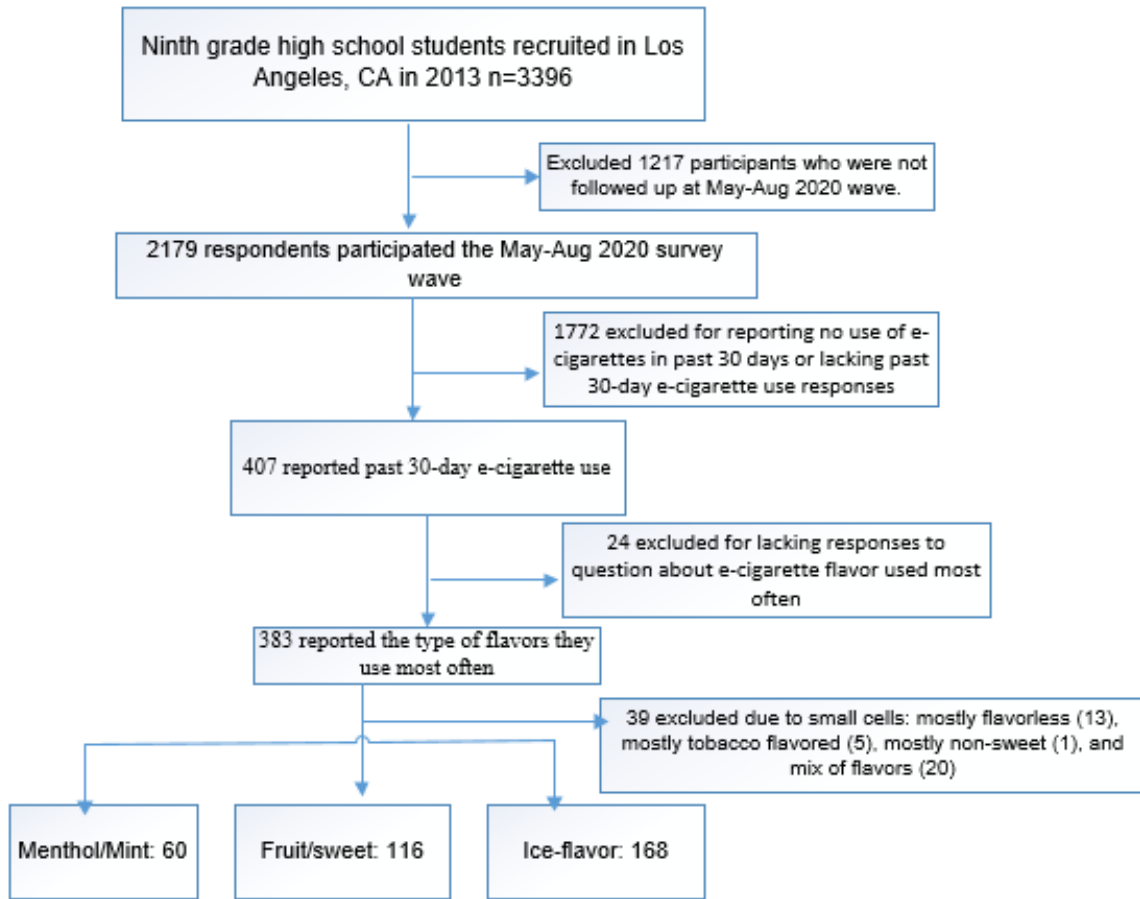 Ninth grade high school students recruited in Los
Angeles, CA in 2013 n=3396
Excluded 1217 participants who were not
followed up at May-Aug 2020 wave.
2179 respondents participated the May-Aug 2020 survey
wave
1772 excluded for reporting no use of e-
cigarettes in past 30 days or lacking past
30-day e-cigarette use responses
407 reported past 30-day e-cigarette use
24 excluded for lacking responses to
question about e-cigarette flavor used most
often
383 reported the type of flavors they
use most often
39 excluded due to small cells: mostly flavorless (13),
mostly tobacco flavored (5), mostly non-sweet (1), and
mix of flavors (20)
Menthol/Mint: 60
Fruit/sweet: 116
Ice-flavor: 168